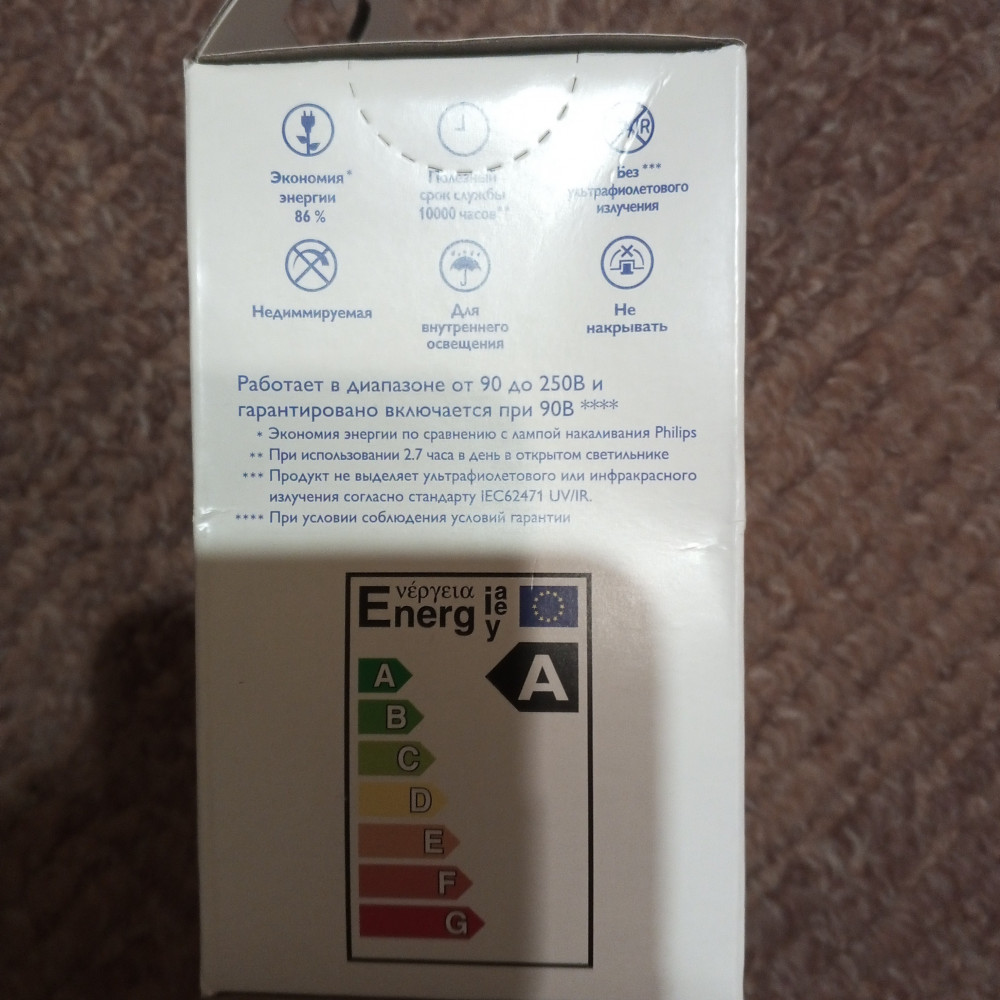 Экономия*
энергии
86 %
Полезный
срок службы
10000 часов**
Без ***
ультрафиолетового
излучения
Недиммируемая
Для
внутреннего
освещения
Не
накрывать
Работает в диапазоне от 90 до 250В и
гарантировано включается при 90В ****
* Экономия энергии по сравнению с лампой накаливания Philips
** При использовании 2.7 часа в день в открытом светильнике
*** Продукт не выделяет ультрафиолетового или инфракрасного
излучения согласно стандарту IEC62471 UV/IR.
**** При условии соблюдения условий гарантии
νέργεια
Energ
ia
e
y
A
A
B
C
D
E
F
G